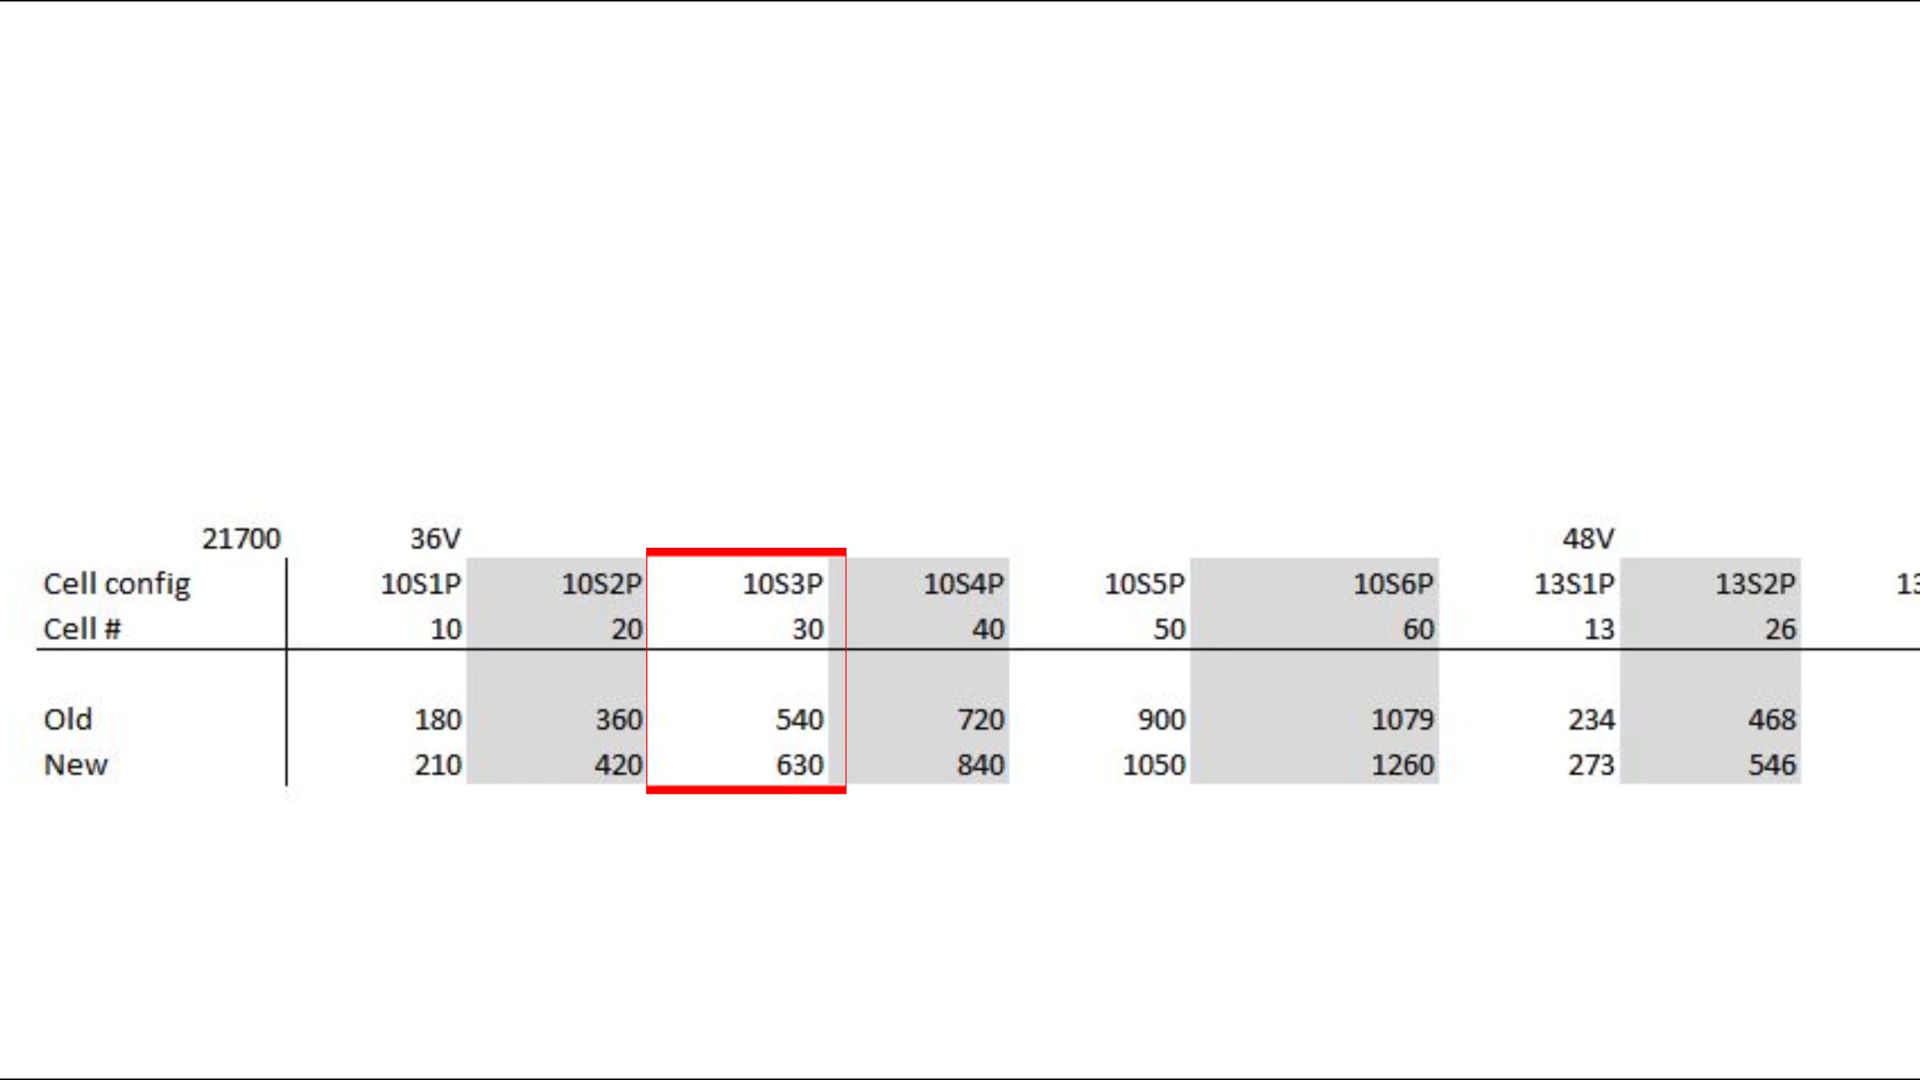 21700 36V 48V
Cell config 10S1P 10S2P 10S3P 10S4P 10S5P 10S6P 13S1P 13S2P 13
Cell # 10 20 30 40 50 60 13 26
Old 180 360 540 720 900 1079 234 468
New 210 420 630 840 1050 1260 273 546